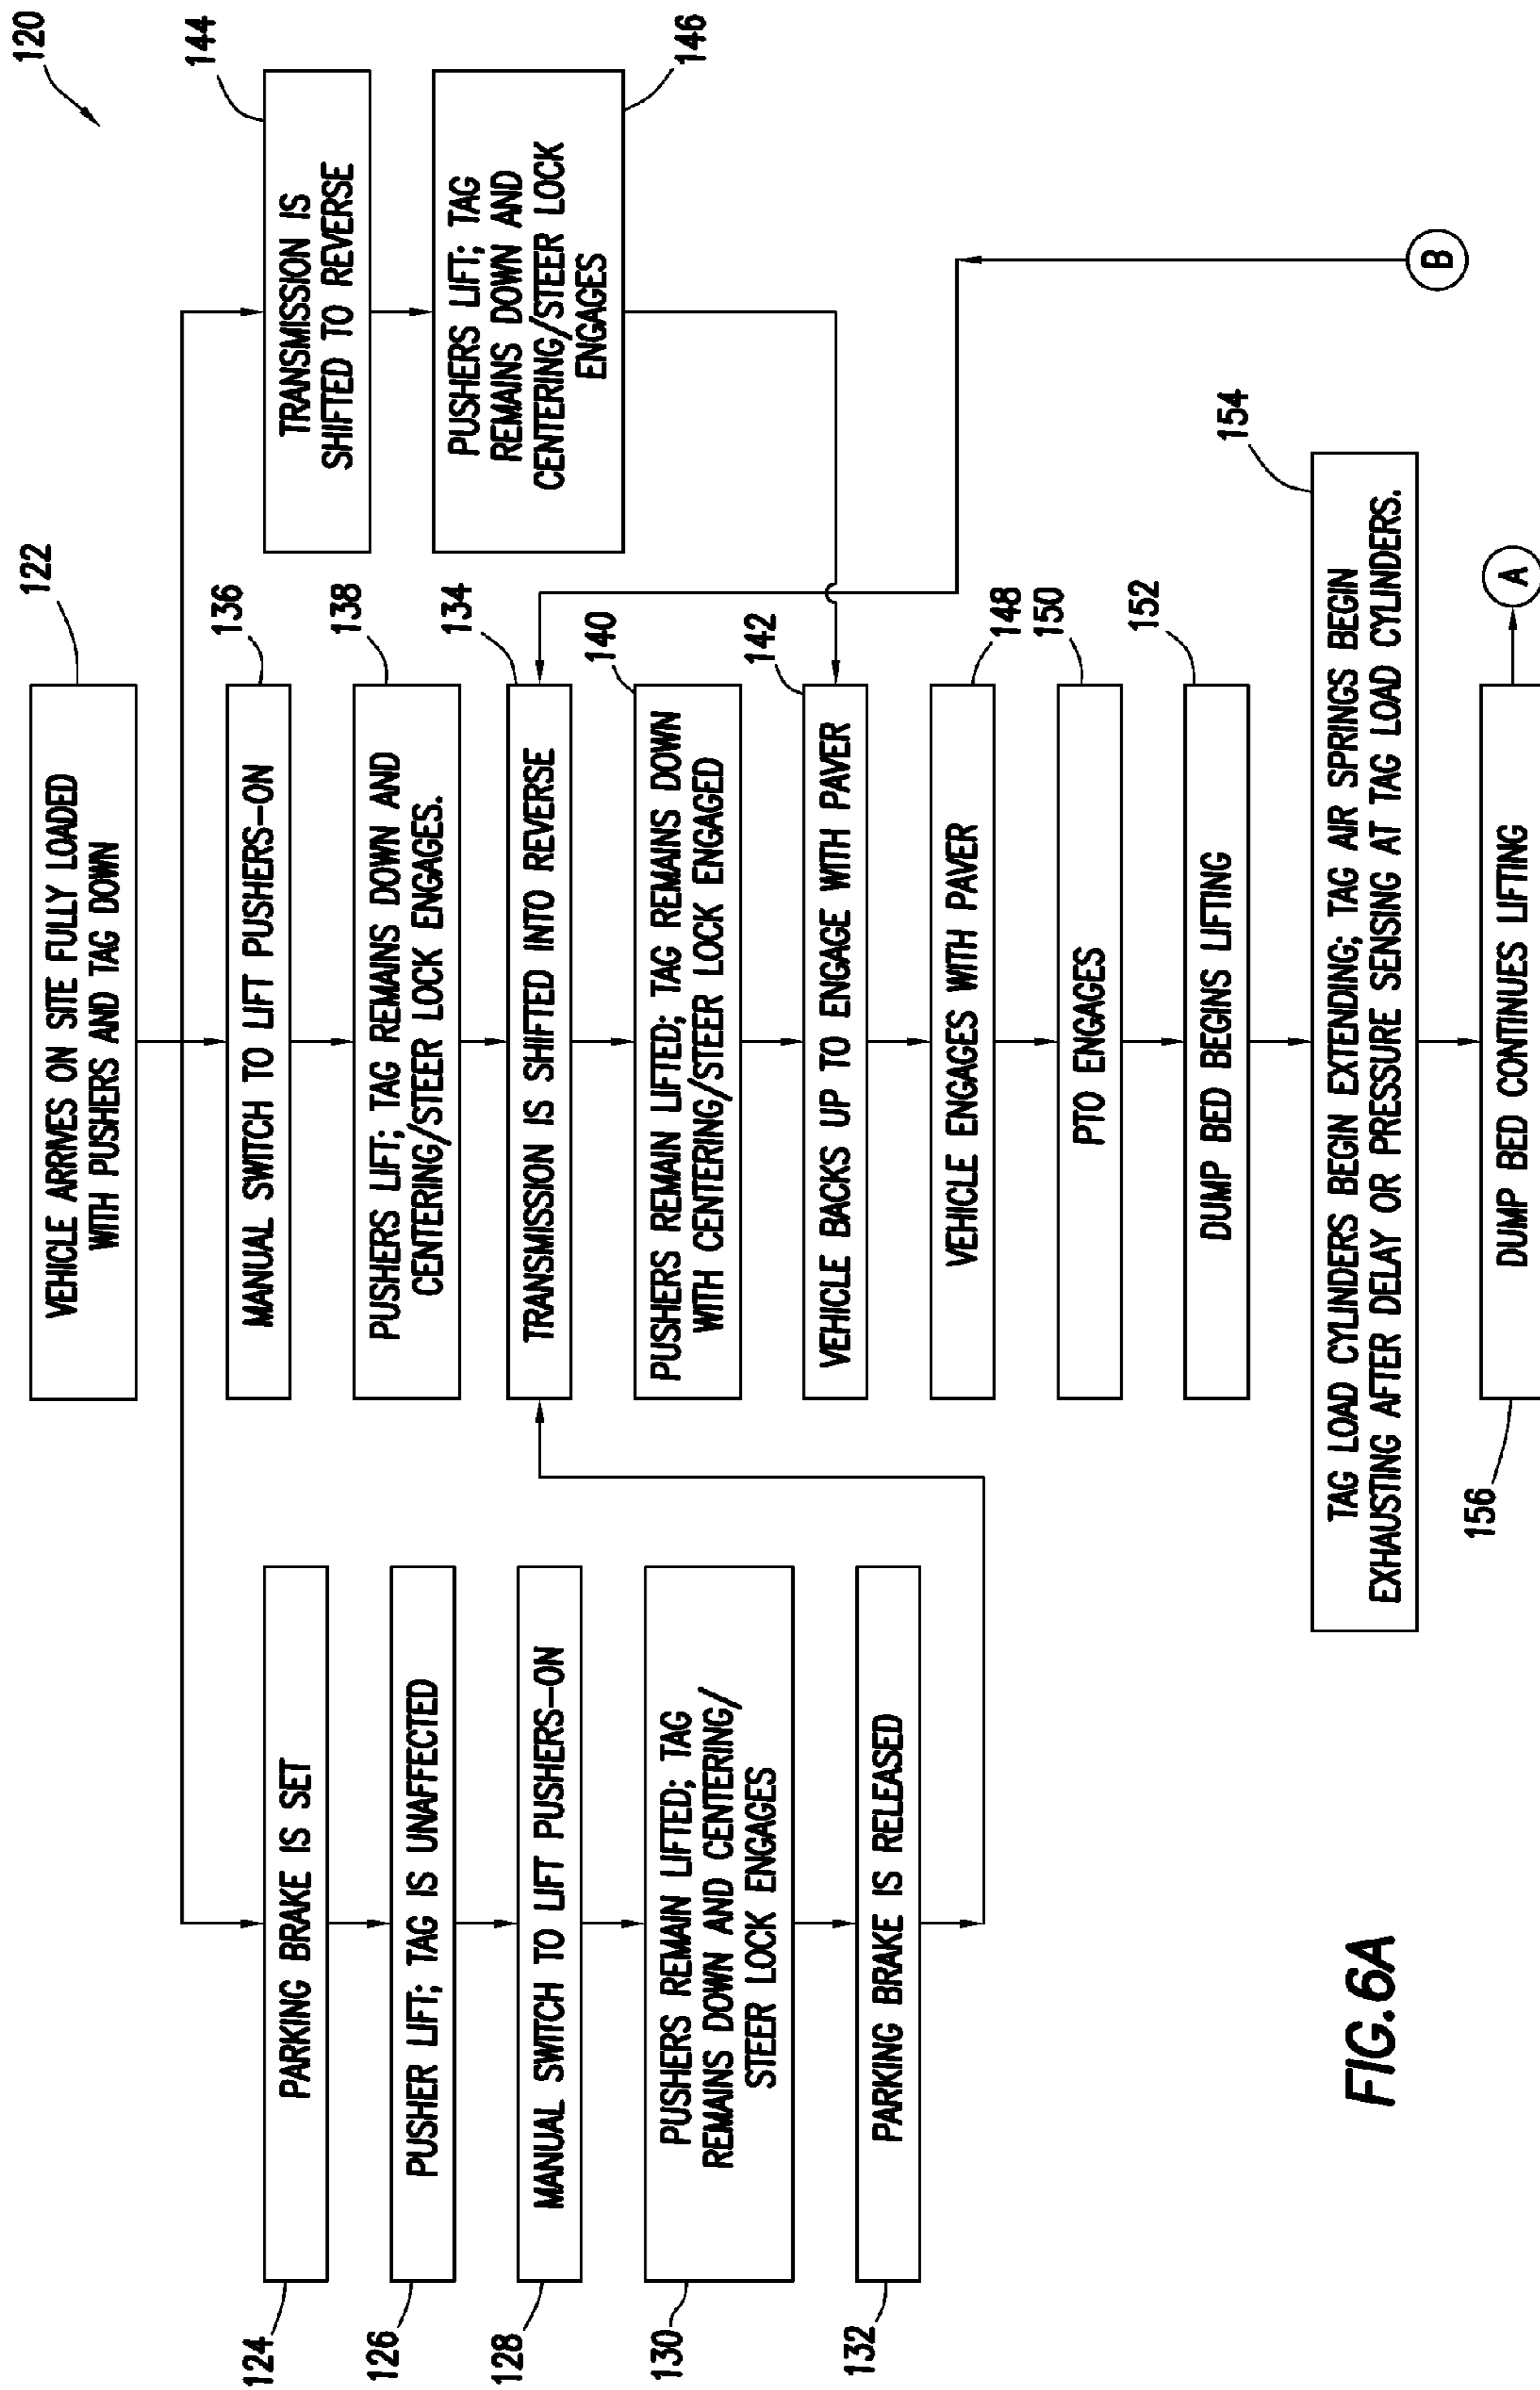 120
122
VEHICLE ARRIVES ON SITE FULLY LOADED
WITH PUSHERS AND TAG DOWN
124
PARKING BRAKE IS SET
126
PUSHER LIFT; TAG IS UNAFFECTED
128
MANUAL SWITCH TO LIFT PUSHERS-ON
130
PUSHERS REMAIN LIFTED; TAG
REMAINS DOWN AND CENTERING/
STEER LOCK ENGAGES
132
PARKING BRAKE IS RELEASED
136
MANUAL SWITCH TO LIFT PUSHERS-ON
138
PUSHERS LIFT; TAG REMAINS DOWN AND
CENTERING/STEER LOCK ENGAGES.
134
TRANSMISSION IS SHIFTED INTO REVERSE
140
PUSHERS REMAIN LIFTED; TAG REMAINS DOWN
WITH CENTERING/STEER LOCK ENGAGED
142
VEHICLE BACKS UP TO ENGAGE WITH PAVER
144
TRANSMISSION IS
SHIFTED TO REVERSE
146
PUSHERS LIFT; TAG
REMAINS DOWN AND
CENTERING/STEER LOCK
ENGAGES
148
VEHICLE ENGAGES WITH PAVER
150
PTO ENGAGES
152
DUMP BED BEGINS LIFTING
154
TAG LOAD CYLINDERS BEGIN EXTENDING; TAG AIR SPRINGS BEGIN
EXHAUSTING AFTER DELAY OR PRESSURE SENSING AT TAG LOAD CYLINDERS.
156
DUMP BED CONTINUES LIFTING
A
B
FIG.6A